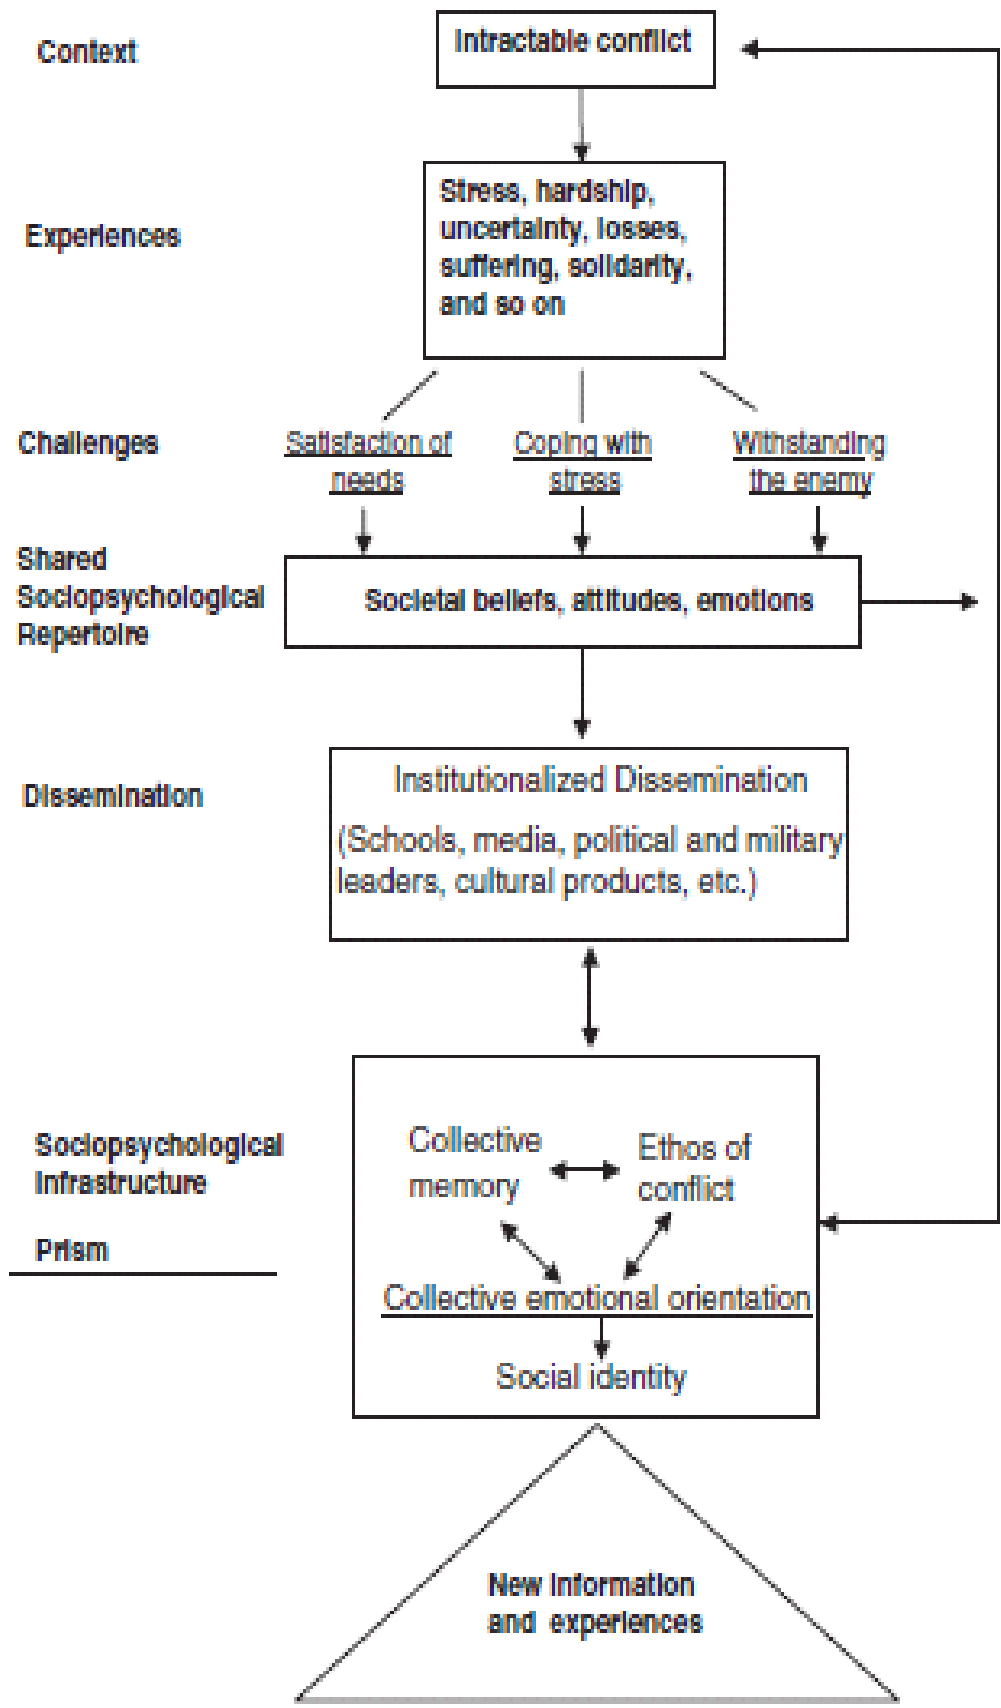 Context
Intractable conflict
Experiences
Stress, hardship,
uncertainty, losses,
suffering, solidarity,
and so on
Challenges
Satisfaction of
needs
Coping with
stress
Withstanding
the enemy
Shared
Sociopsychological
Repertoire
Societal beliefs, attitudes, emotions
Dissemination
Institutionalized Dissemination
(Schools, media, political and military
leaders, cultural products, etc.)
Sociopsychological
Infrastructure
Prism
Collective
memory
Ethos of
conflict
Collective emotional orientation
Social identity
New information
and experiences